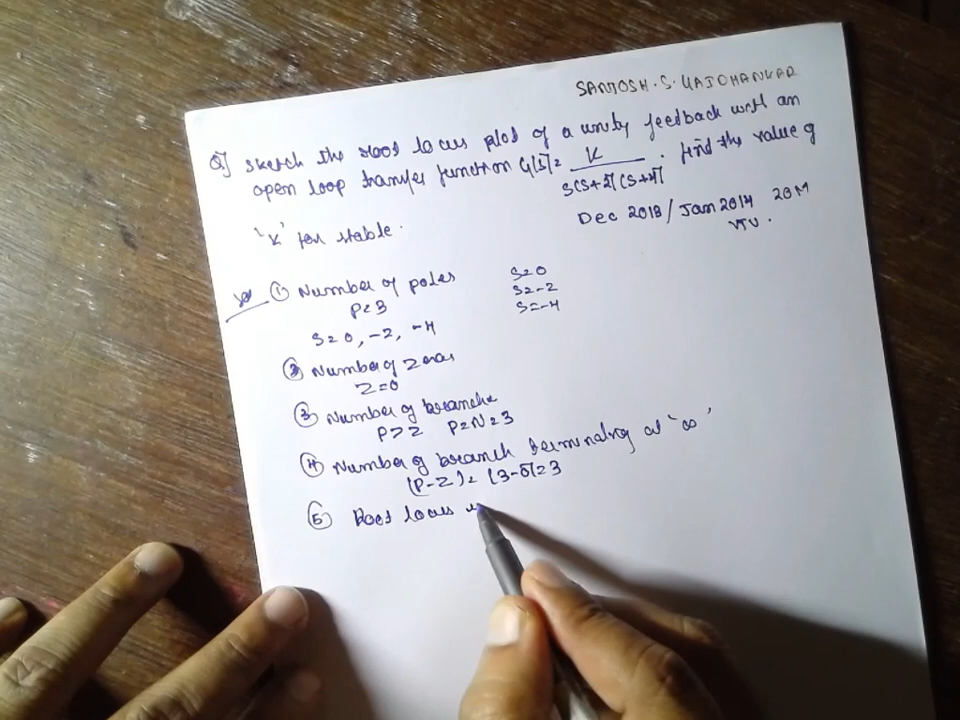 SANTOSH.S.
Q] Sketch the root locus plot of a unity feedback with an
open loop transfer function G(S)= K
S(S+2)(S+4) . find the value of
'K' for stable.
Dec 2018/Jan 2014 20M
VTU.
① Number of poles
P=3
S=0, -2, -4
S=0
S=-2
S=-4
② Number of Zeros
Z=0
③ Number of branche
P>Z P=N=3
④ Number of branch terminating at '∞'
(P-Z)= (3-0)=3
⑤ Root locus